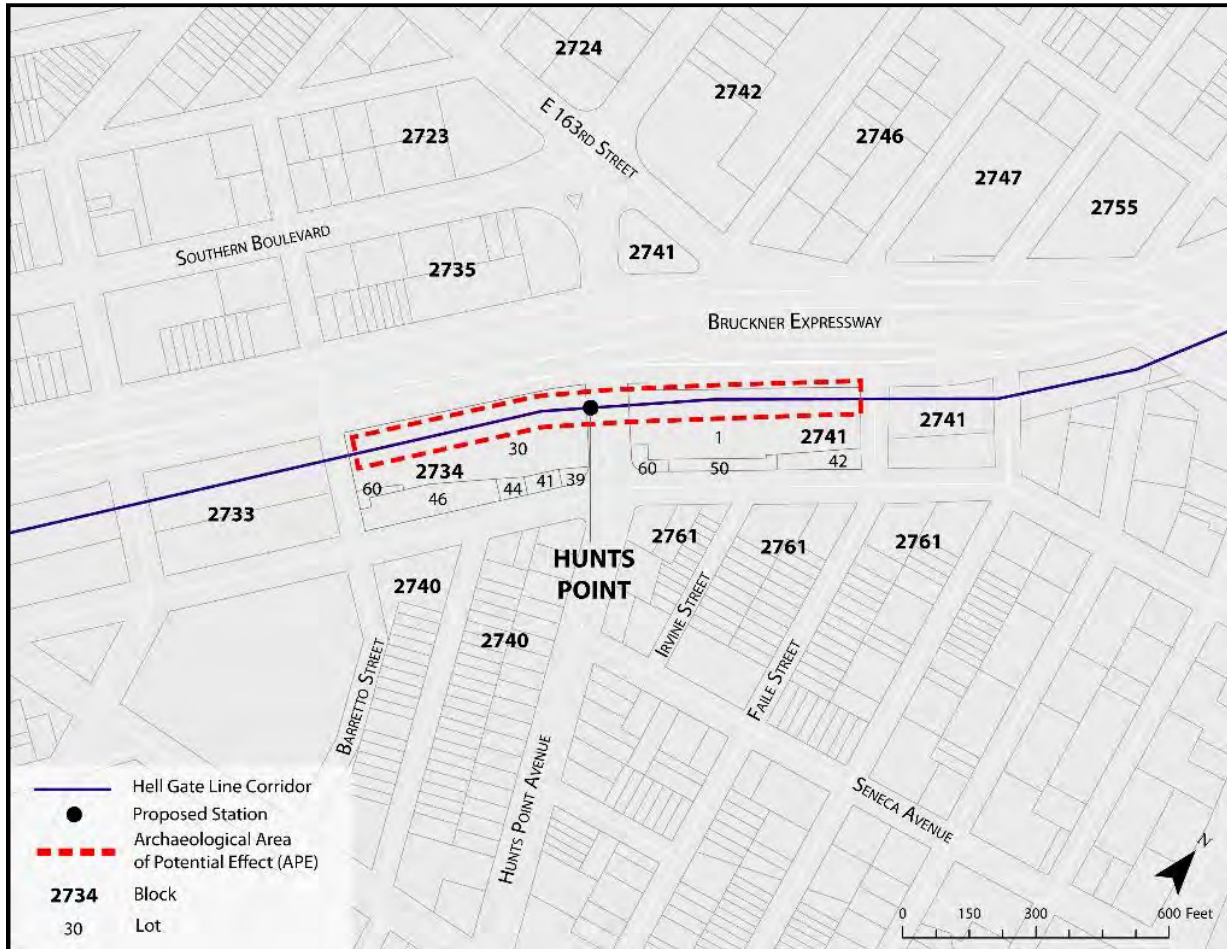 2724
2742
E 163RD STREET
2723
2746
2747
2755
SOUTHERN BOULEVARD
2741
2735
BRUCKNER EXPRESSWAY
30
1
2741
2741
2734
60
46
44
41
39
60
50
42
2733
HUNTS
POINT
2761
2761
2761
2740
2740
IRVINE STREET
FAILE STREET
BARRETTO STREET
HUNTS POINT AVENUE
SENECA AVENUE
Hell Gate Line Corridor
Proposed Station
Archaeological Area
of Potential Effect (APE)
2734 Block
30 Lot
N
0 150 300 600 Feet